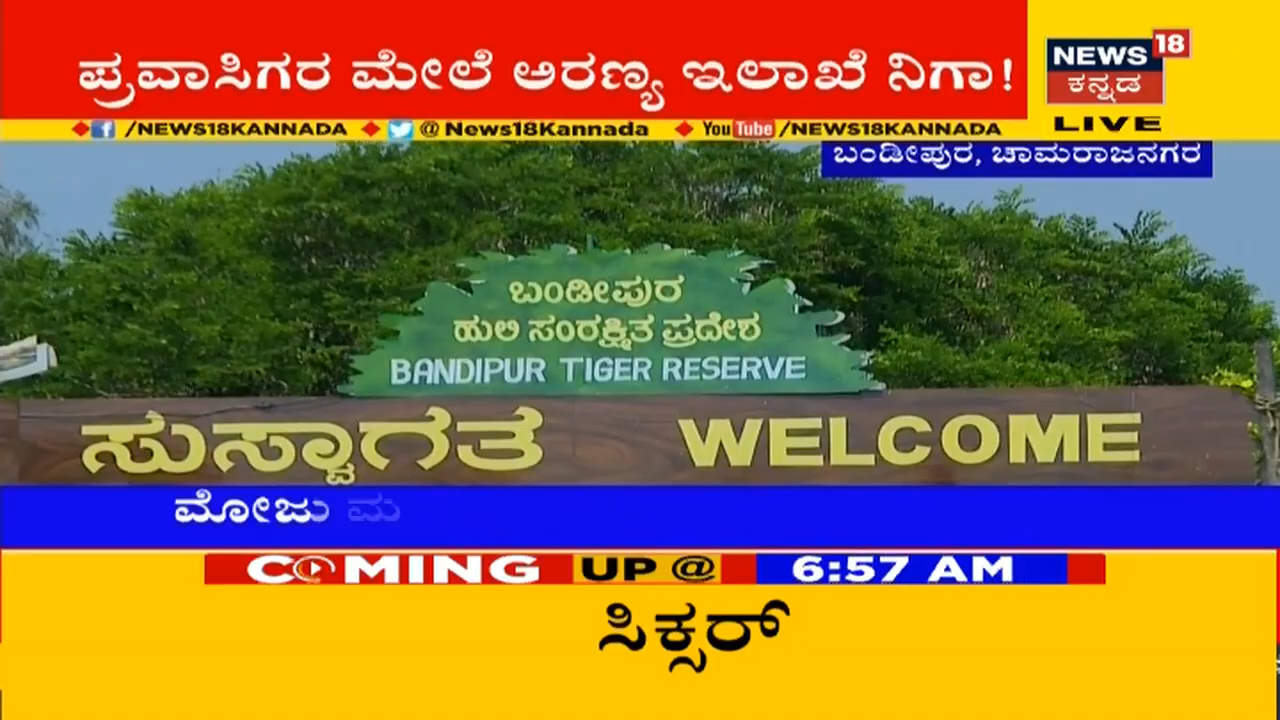 ಪ್ರವಾಸಿಗರ ಮೇಲೆ ಅರಣ್ಯ ಇಲಾಖೆ ನಿಗಾ!
NEWS 18
ಕನ್ನಡ
LIVE
/NEWS18KANNADA @News18Kannada YouTube /NEWS18KANNADA
ಬಂಡೀಪುರ, ಚಾಮರಾಜನಗರ
ಬಂಡೀಪುರ
ಹುಲಿ ಸಂರಕ್ಷಿತ ಪ್ರದೇಶ
BANDIPUR TIGER RESERVE
ಸುಸ್ವಾಗತ WELCOME
ಮೋಜು ಮ
COMING UP @ 6:57 AM
ಸಿಕ್ಸರ್